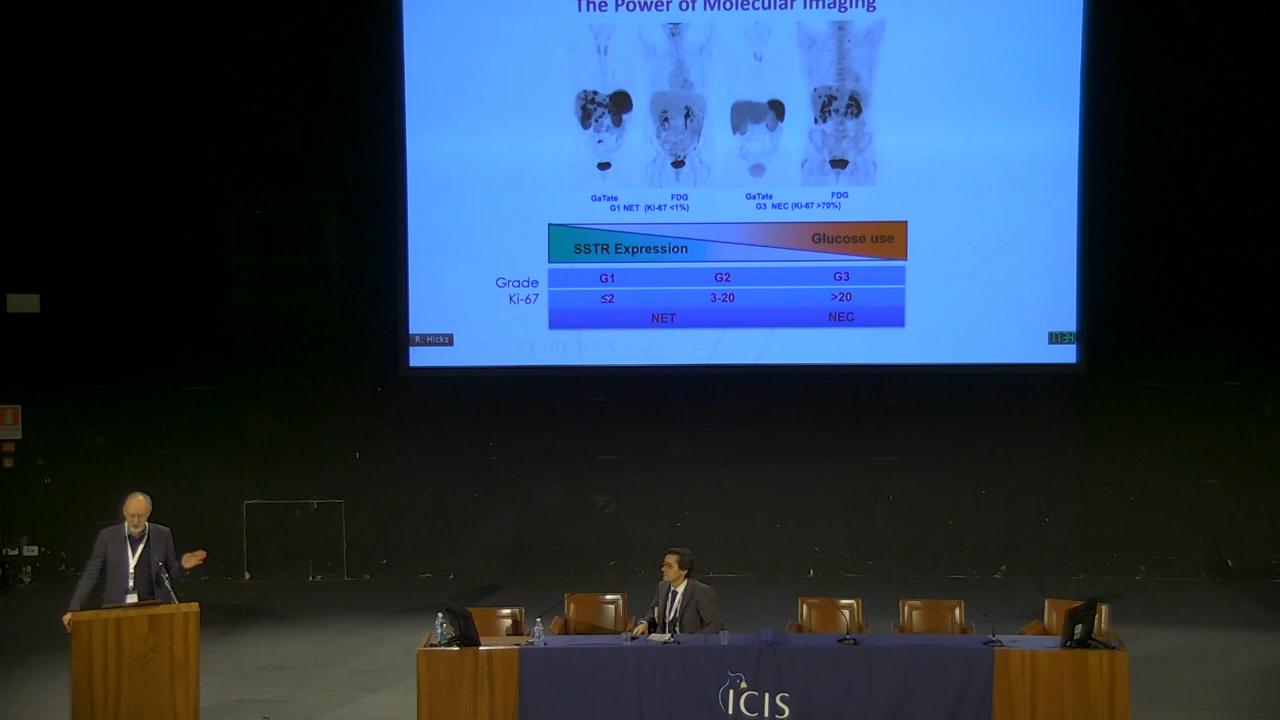 The Power of Molecular Imaging
GaTate FDG GaTate FDG
G1 NET (Ki-67 <1%) G3 NEC (Ki-67 >70%)
SSTR Expression Glucose use
Grade G1 G2 G3
Ki-67 ≤2 3-20 >20
NET NEC
R. Hicks
17:34
ICIS